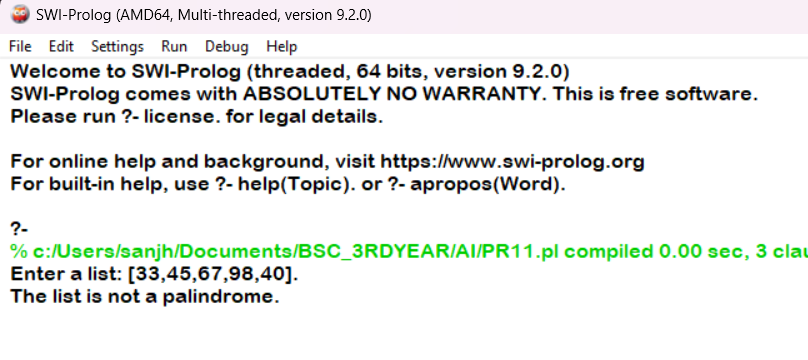 SWI-Prolog (AMD64, Multi-threaded, version 9.2.0)
File Edit Settings Run Debug Help
Welcome to SWI-Prolog (threaded, 64 bits, version 9.2.0)
SWI-Prolog comes with ABSOLUTELY NO WARRANTY. This is free software.
Please run ?- license. for legal details.
For online help and background, visit https://www.swi-prolog.org
For built-in help, use ?- help(Topic). or ?- apropos(Word).
?-
% c:/Users/sanjh/Documents/BSC_3RDYEAR/AI/PR11.pl compiled 0.00 sec, 3 clau
Enter a list: [33,45,67,98,40].
The list is not a palindrome.